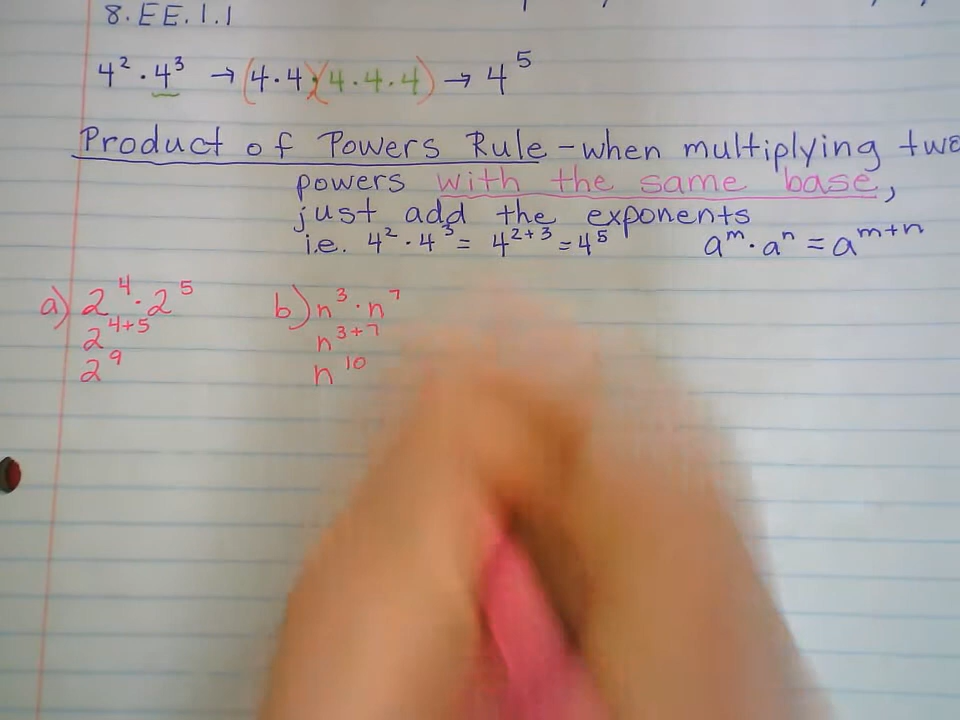 8.EE.1.1
4² · 4³ → (4·4)(4·4·4) → 4⁵
Product of Powers Rule - when multiplying two
powers with the same base,
just add the exponents
i.e. 4² · 4³ = 4²⁺³ = 4⁵ aᵐ · aⁿ = aᵐ⁺ⁿ
a) 2⁴ · 2⁵ b) n³ · n⁷
2⁴⁺⁵ n³⁺⁷
2⁹ n¹⁰